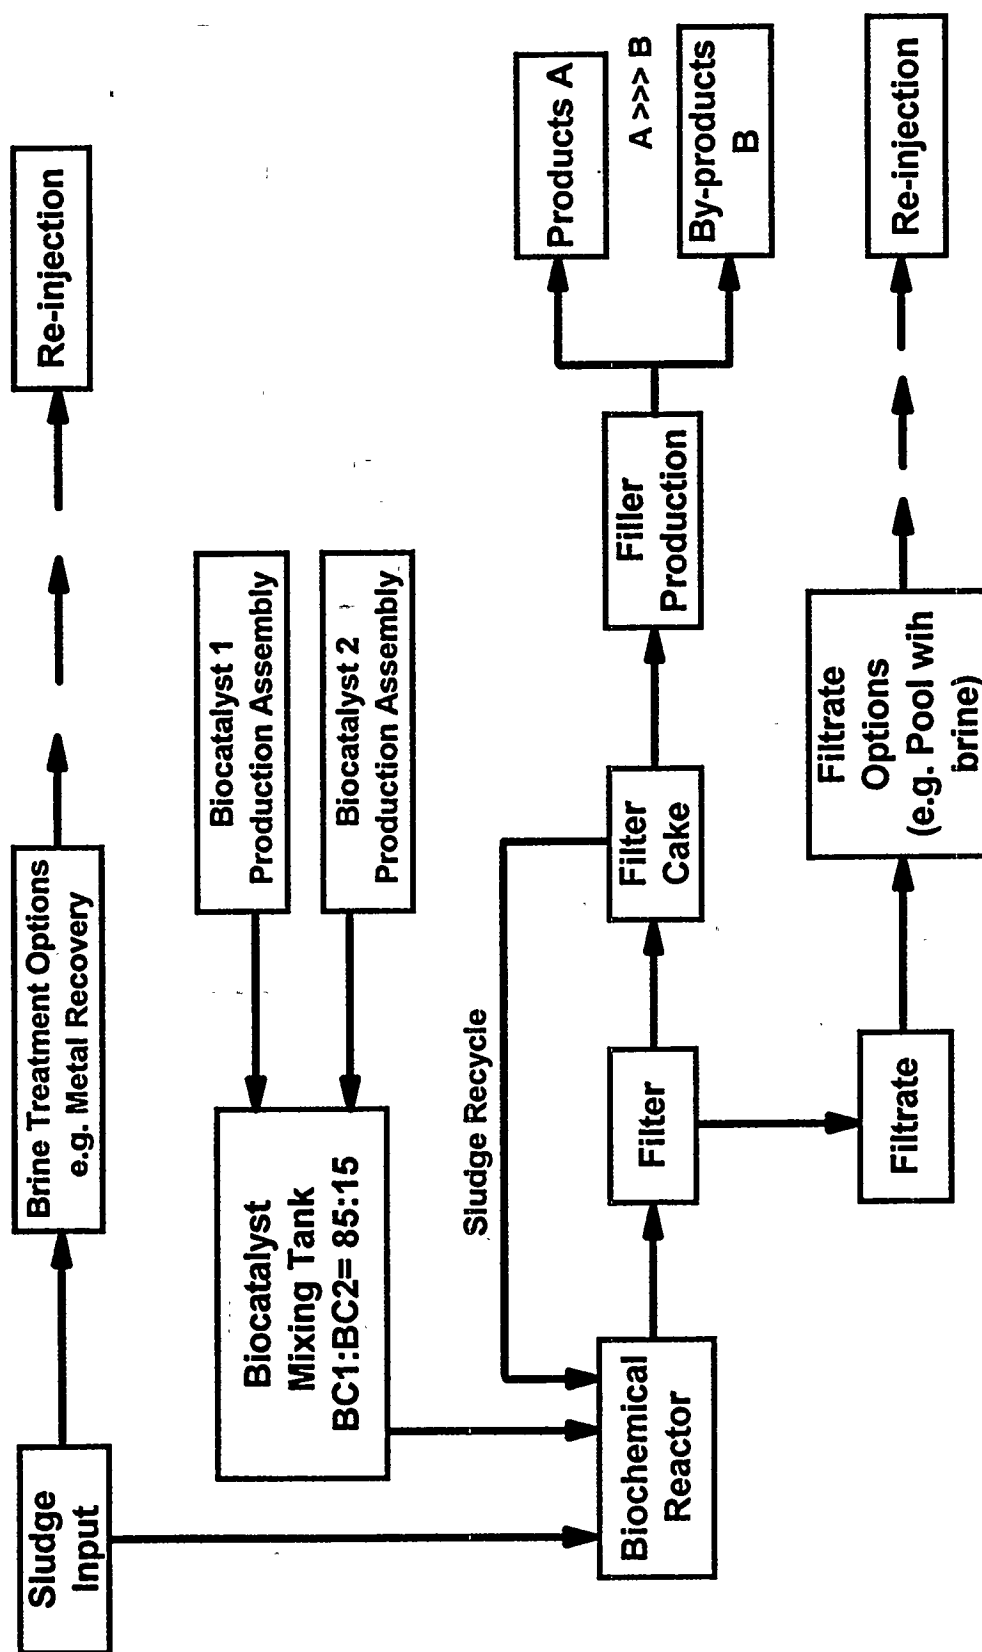 Sludge
Input
Brine Treatment Options
e.g. Metal Recovery
Re-injection
Biocatalyst 1
Production Assembly
Biocatalyst 2
Production Assembly
Biocatalyst
Mixing Tank
BC1:BC2= 85:15
Sludge Recycle
Biochemical
Reactor
Filter
Filter
Cake
Filler
Production
Products A
A >>> B
By-products
B
Filtrate
Filtrate
Options
(e.g. Pool wih
brine)
Re-injection